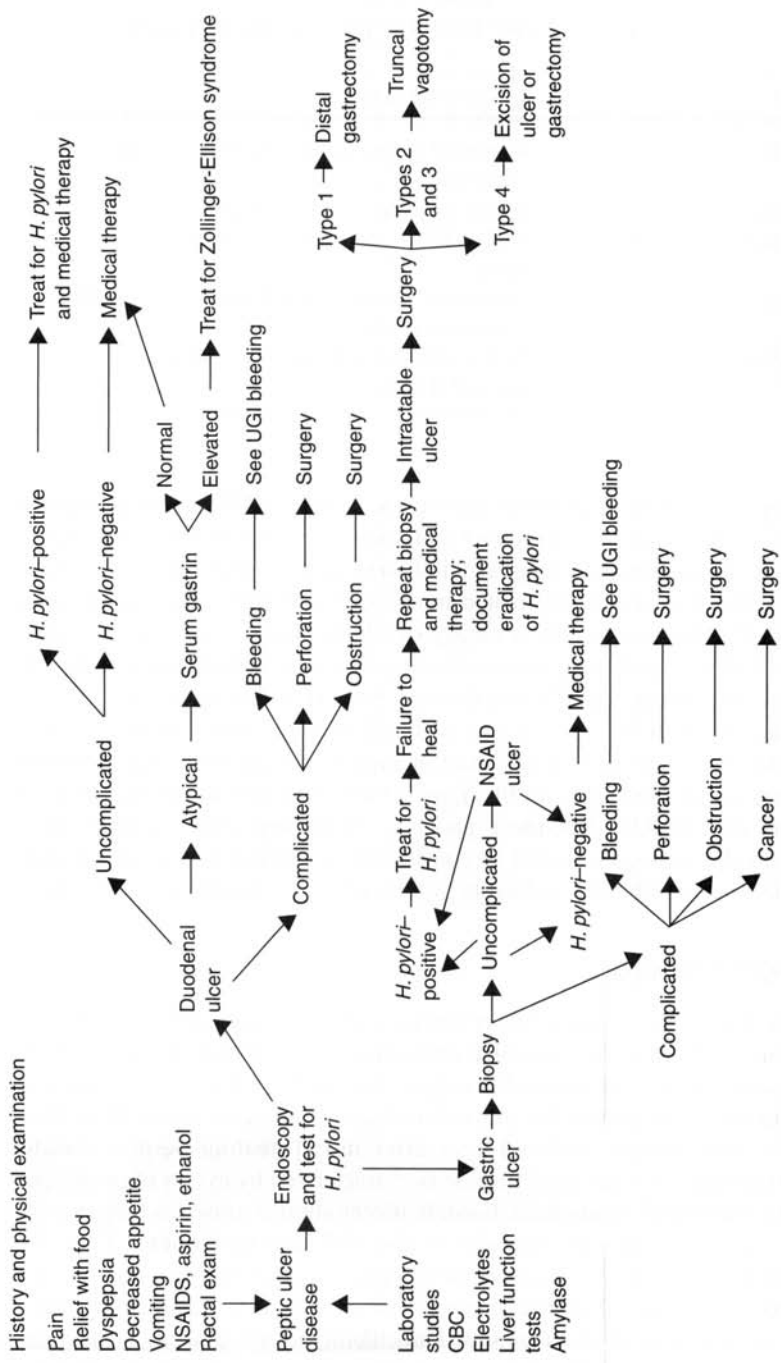 History and physical examination
Pain
Relief with food
Dyspepsia
Decreased appetite
Vomiting
NSAIDS, aspirin, ethanol
Rectal exam
Peptic ulcer
disease
Laboratory
studies
CBC
Electrolytes
Liver function
tests
Amylase
Endoscopy
and test for
H. pylori
Duodenal
ulcer
Uncomplicated
H. pylori–positive
Treat for H. pylori
and medical therapy
H. pylori–negative
Medical therapy
Atypical
Serum gastrin
Normal
Elevated
Treat for Zollinger-Ellison syndrome
Complicated
Bleeding
See UGI bleeding
Perforation
Surgery
Obstruction
Surgery
Gastric
ulcer
Biopsy
Uncomplicated
H. pylori–
positive
Treat for
H. pylori
Failure to
heal
Repeat biopsy
and medical
therapy;
document
eradication
of H. pylori
Intractable
ulcer
Surgery
Type 1
Distal
gastrectomy
Types 2
and 3
Truncal
vagotomy
Type 4
Excision of
ulcer or
gastrectomy
NSAID
ulcer
H. pylori–negative
Medical therapy
Complicated
Bleeding
See UGI bleeding
Perforation
Surgery
Obstruction
Surgery
Cancer
Surgery